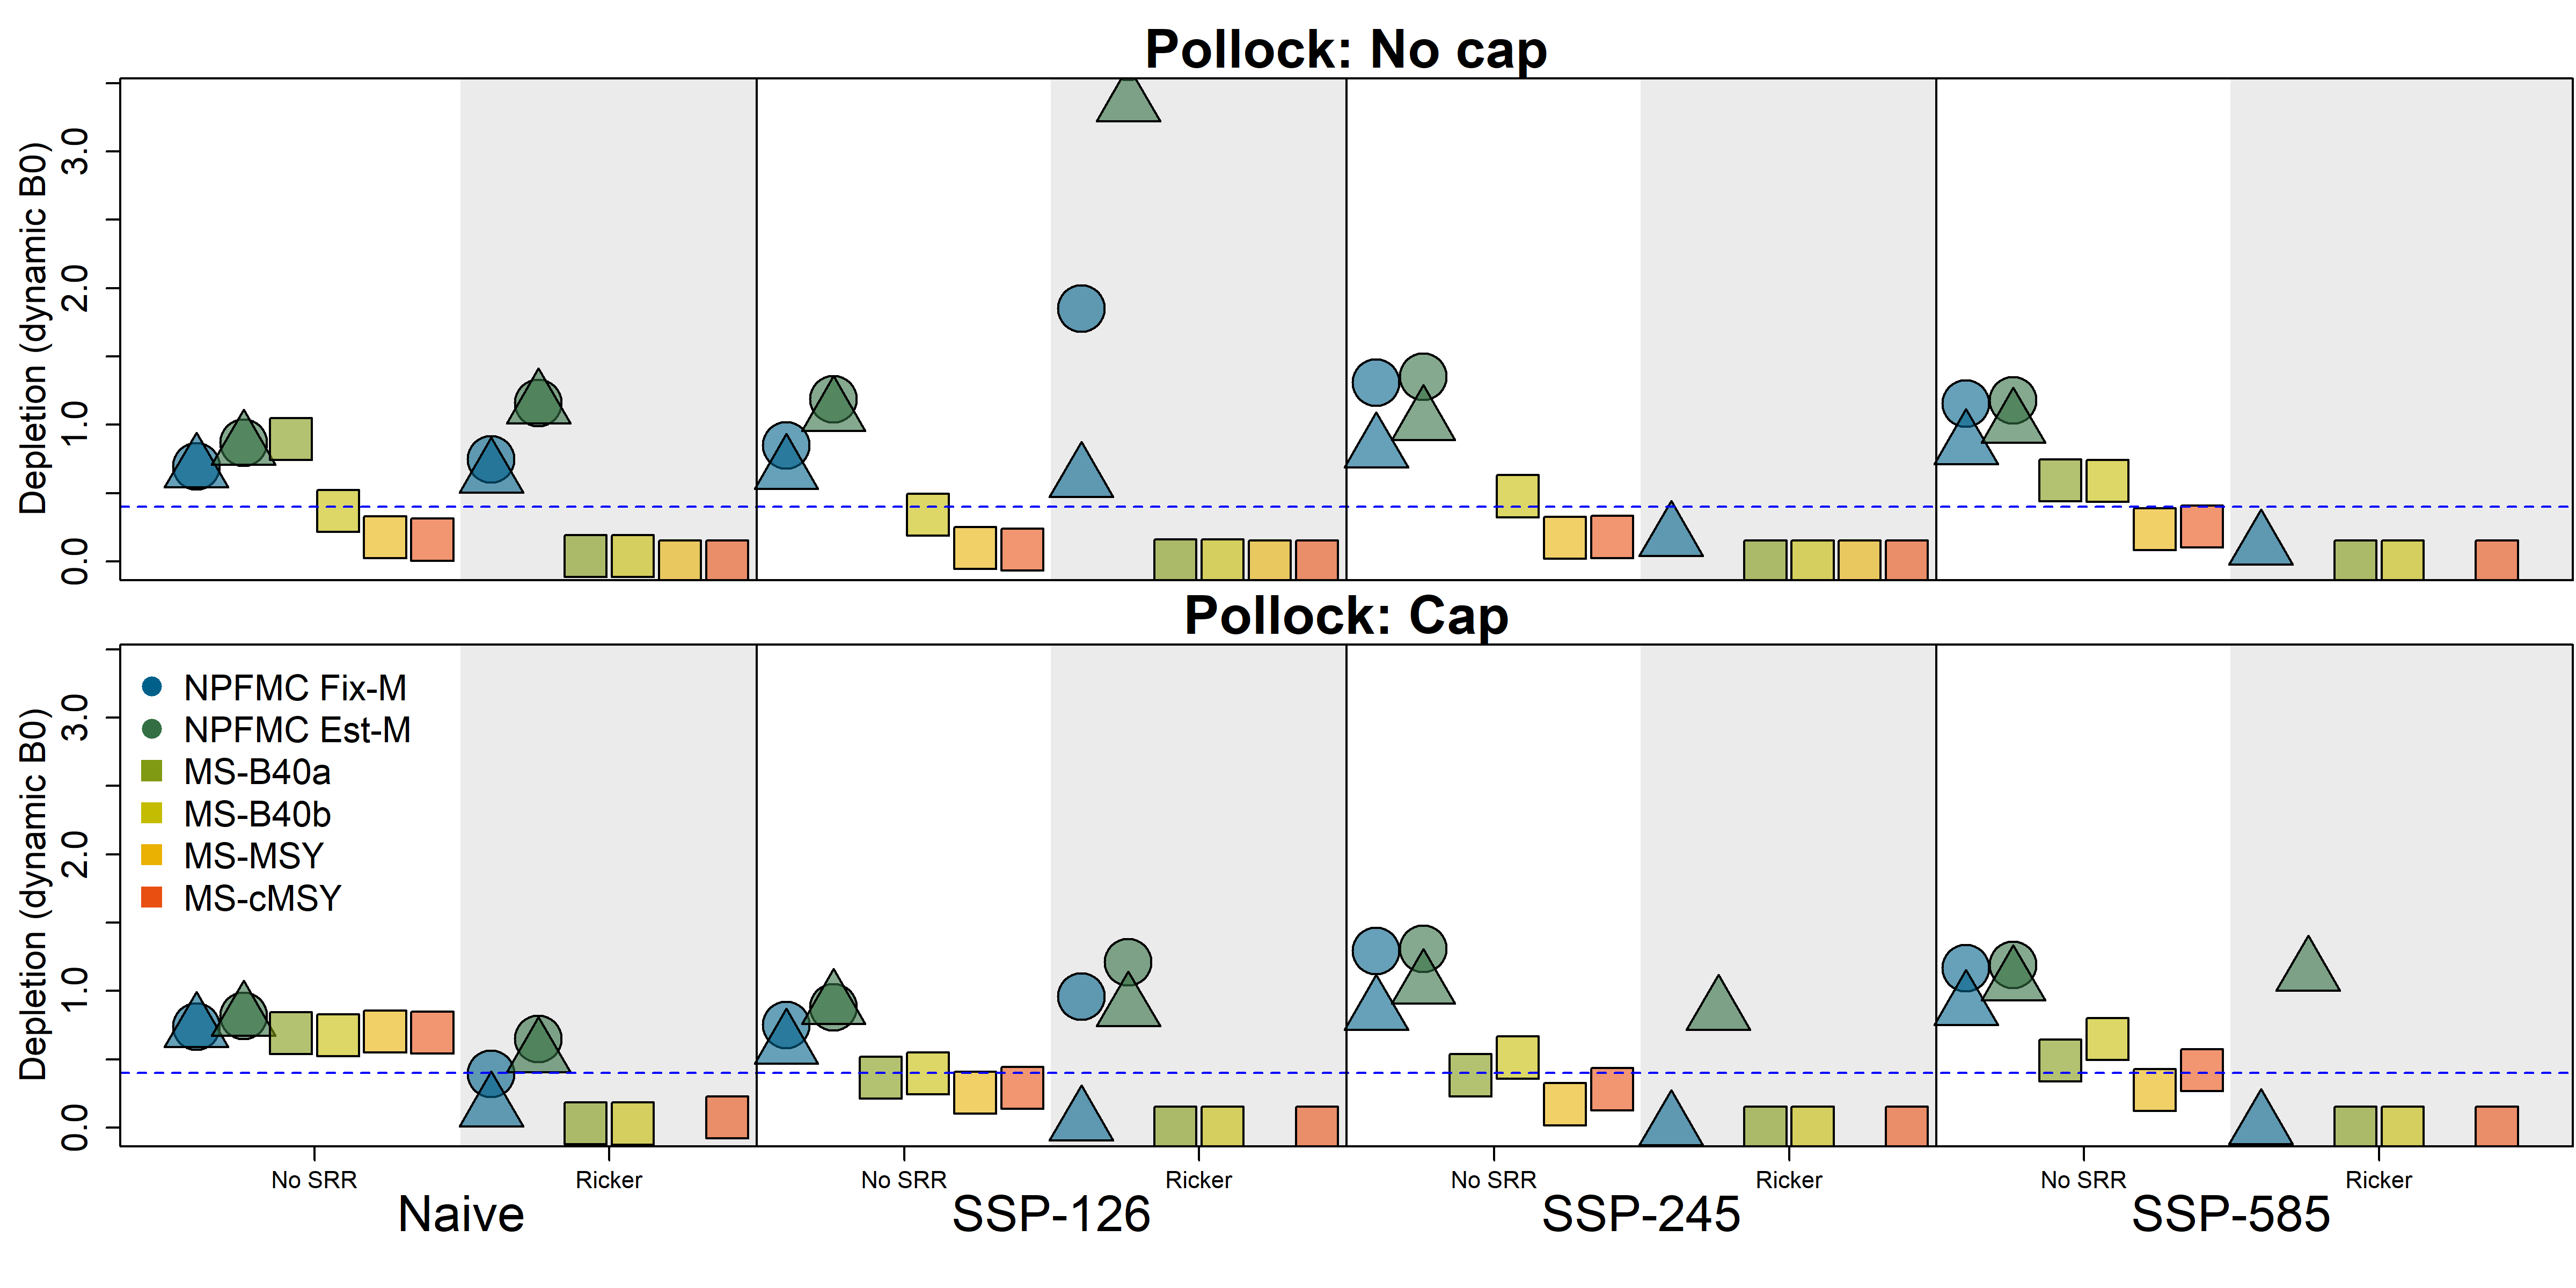 Pollock: No cap
Depletion (dynamic B0)
3.0
2.0
1.0
0.0
Pollock: Cap
Depletion (dynamic B0)
3.0
2.0
1.0
0.0
NPFMC Fix-M
NPFMC Est-M
MS-B40a
MS-B40b
MS-MSY
MS-cMSY
No SRR Ricker No SRR Ricker No SRR Ricker No SRR Ricker
Naive SSP-126 SSP-245 SSP-585